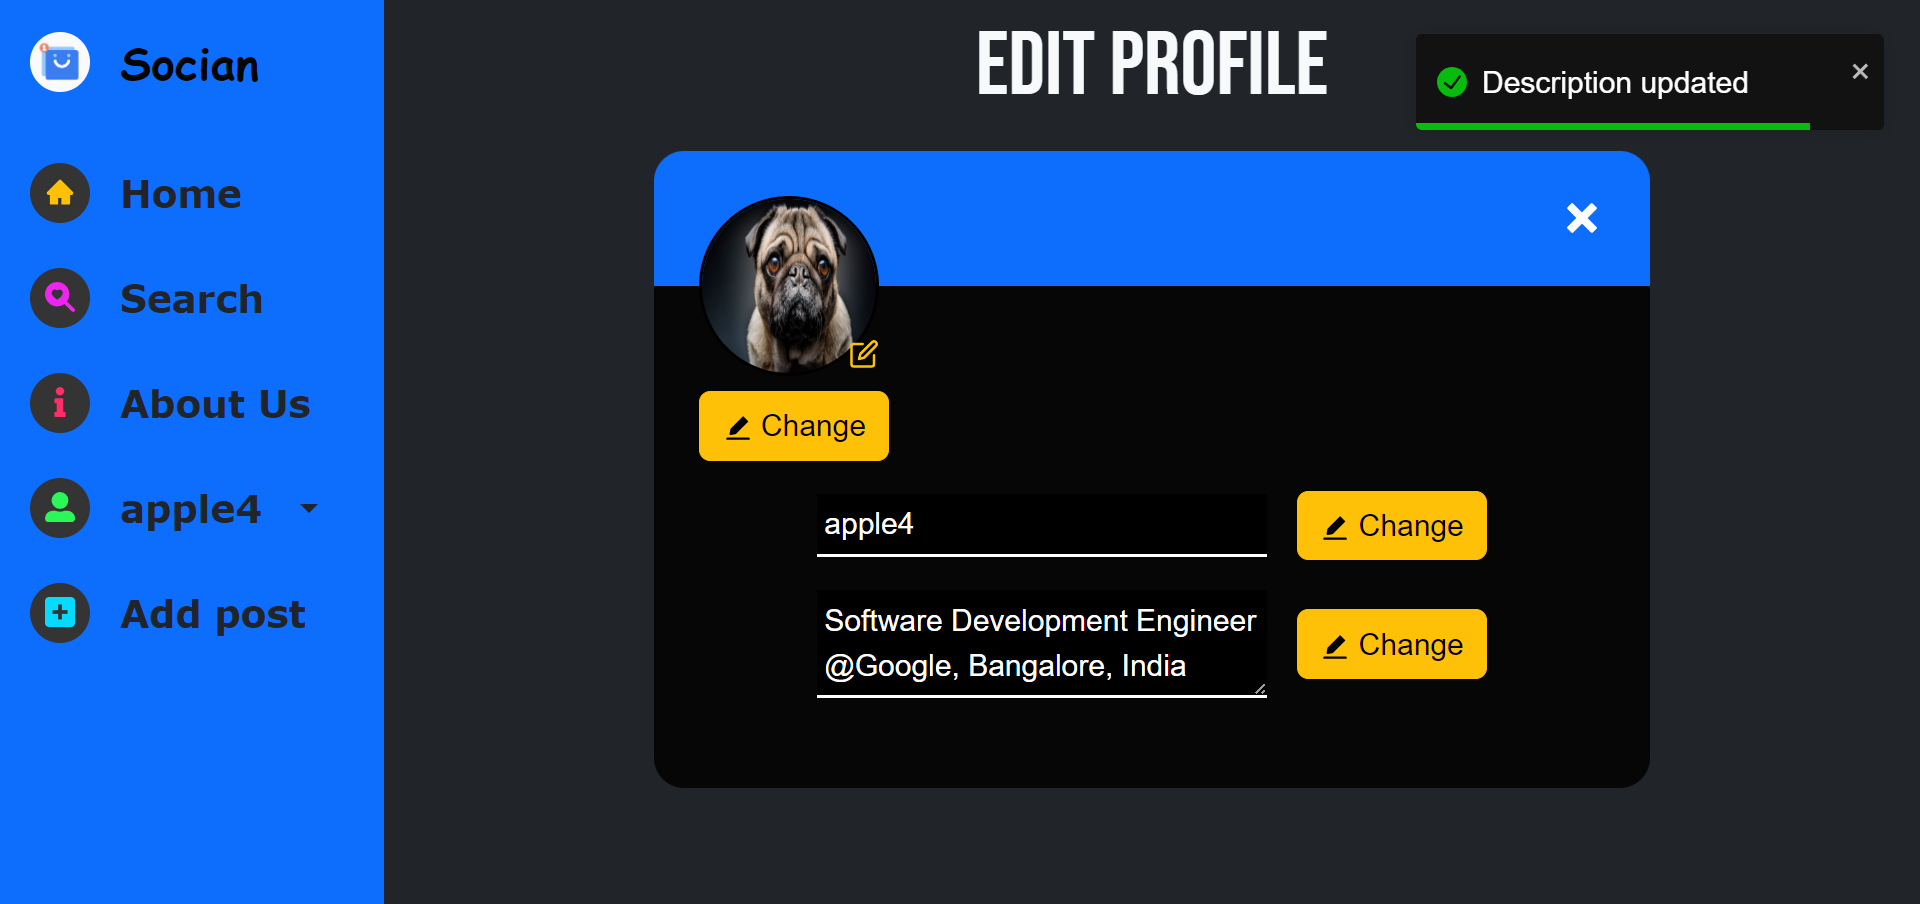 Socian
Home
Search
About Us
apple4
Add post
EDIT PROFILE
Description updated
Change
apple4
Change
Software Development Engineer
@Google, Bangalore, India
Change